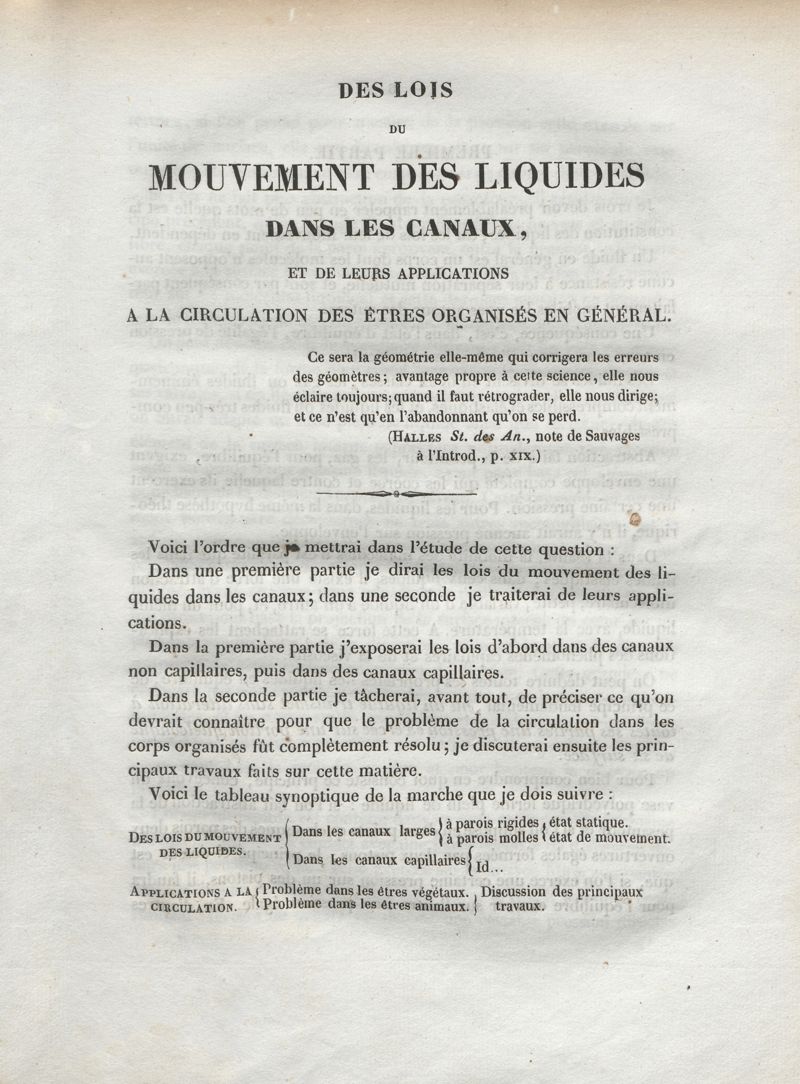 DES LOIS
DU
MOUVEMENT DES LIQUIDES
DANS LES CANAUX,
ET DE LEURS APPLICATIONS
A LA CIRCULATION DES ÊTRES ORGANISÉS EN GÉNÉRAL.
Ce sera la géométrie elle-même qui corrigera les erreurs
des géomètres; avantage propre à cette science, elle nous
éclaire toujours; quand il faut rétrograder, elle nous dirige;
et ce n'est qu'en l'abandonnant qu'on se perd.
(HALLES St. des An., note de Sauvages
à l'Introd., p. XIX.)
Voici l'ordre que je mettrai dans l'étude de cette question :
Dans une première partie je dirai les lois du mouvement des li-
quides dans les canaux; dans une seconde je traiterai de leurs appli-
cations.
Dans la première partie j'exposerai les lois d'abord dans des canaux
non capillaires, puis dans des canaux capillaires.
Dans la seconde partie je tâcherai, avant tout, de préciser ce qu'on
devrait connaître pour que le problème de la circulation dans les
corps organisés fût complètement résolu; je discuterai ensuite les prin-
cipaux travaux faits sur cette matière.
Voici le tableau synoptique de la marche que je dois suivre :
DES LOIS DU MOUVEMENT
DES LIQUIDES.
Dans les canaux larges
à parois rigides
à parois molles
état statique.
état de mouvement.
Dans les canaux capillaires
Id...
APPLICATIONS A LA
CIRCULATION.
Problème dans les êtres végétaux.
Problème dans les êtres animaux.
Discussion des principaux
travaux.